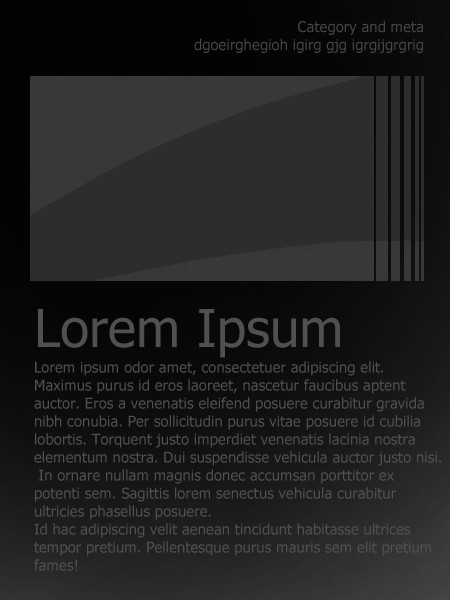 Category and meta
dgoeirghegioh igirg gjg igrgijgrgrig
Lorem Ipsum
Lorem ipsum odor amet, consectetuer adipiscing elit.
Maximus purus id eros laoreet, nascetur faucibus aptent
auctor. Eros a venenatis eleifend posuere curabitur gravida
nibh conubia. Per sollicitudin purus vitae posuere id cubilia
lobortis. Torquent justo imperdiet venenatis lacinia nostra
elementum nostra. Dui suspendisse vehicula auctor justo nisi.
In ornare nullam magnis donec accumsan porttitor ex
potenti sem. Sagittis lorem senectus vehicula curabitur
ultricies phasellus posuere.
Id hac adipiscing velit aenean tincidunt habitasse ultrices
tempor pretium. Pellentesque purus mauris sem elit pretium
fames!